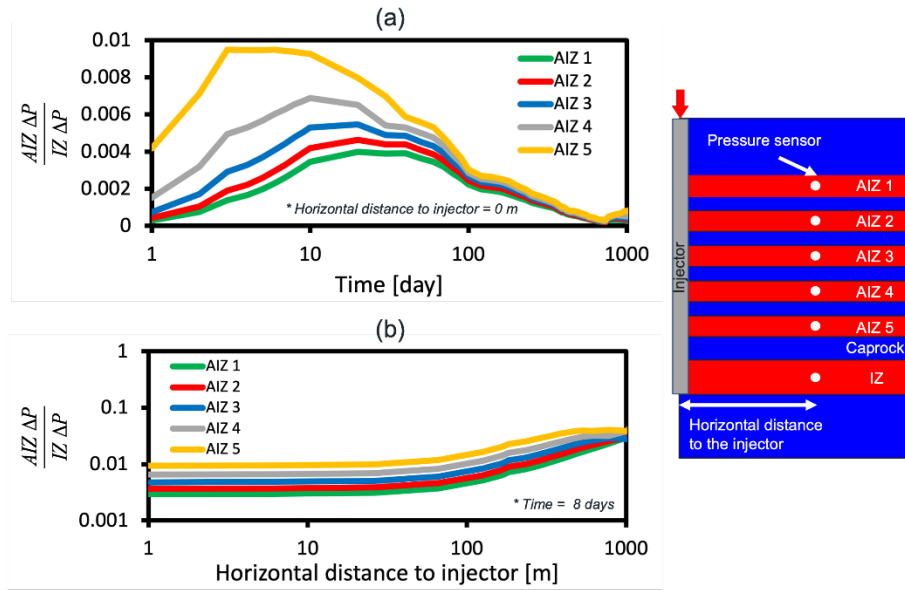 (a)
0.01
0.008
0.006
0.004
0.002
0
AIZ ΔP
IZ ΔP
AIZ 1
AIZ 2
AIZ 3
AIZ 4
AIZ 5
* Horizontal distance to injector = 0 m
1
10
100
1000
Time [day]
(b)
1
0.1
0.01
0.001
AIZ ΔP
IZ ΔP
AIZ 1
AIZ 2
AIZ 3
AIZ 4
AIZ 5
* Time = 8 days
1
10
100
1000
Horizontal distance to injector [m]
Pressure sensor
Injector
AIZ 1
AIZ 2
AIZ 3
AIZ 4
AIZ 5
Caprock
IZ
Horizontal distance
to the injector